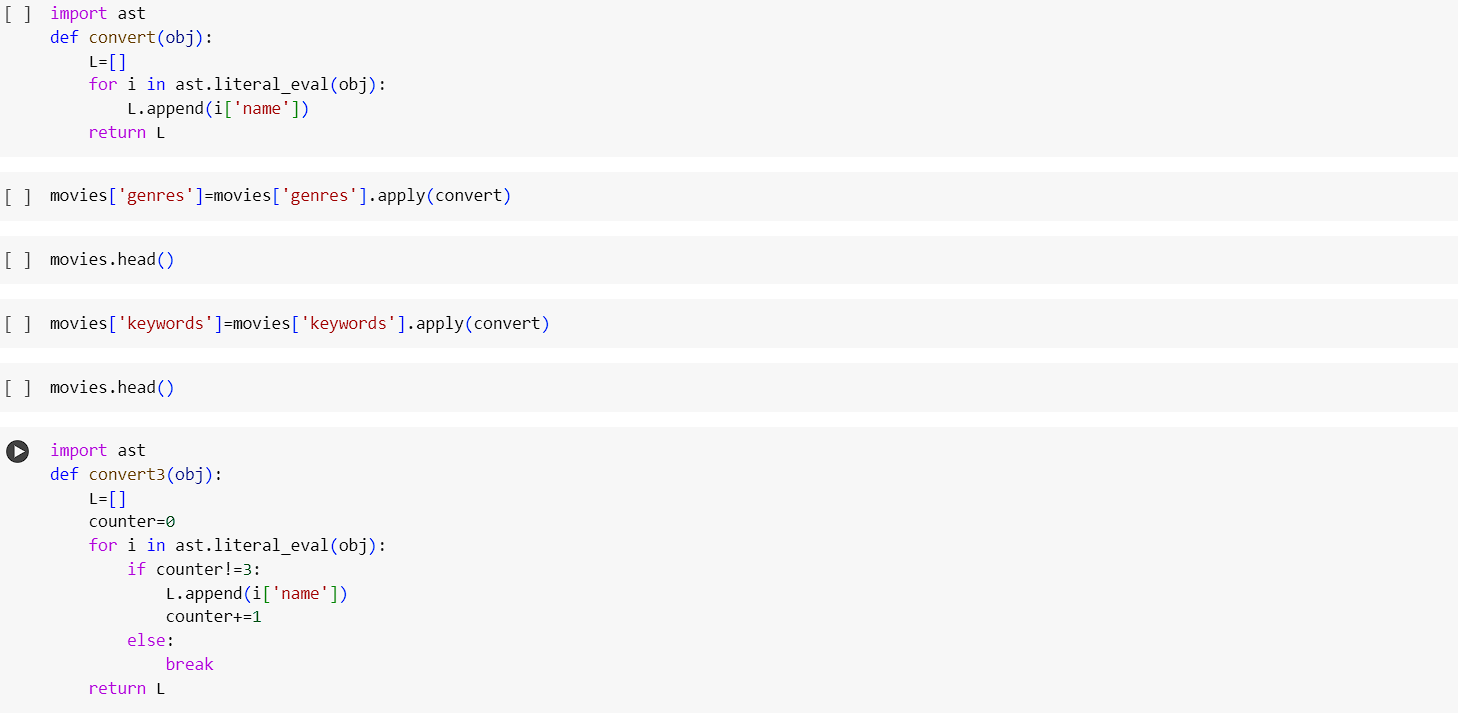 [ ] import ast
def convert(obj):
    L=[]
    for i in ast.literal_eval(obj):
        L.append(i['name'])
    return L
[ ] movies['genres']=movies['genres'].apply(convert)
[ ] movies.head()
[ ] movies['keywords']=movies['keywords'].apply(convert)
[ ] movies.head()
import ast
def convert3(obj):
    L=[]
    counter=0
    for i in ast.literal_eval(obj):
        if counter!=3:
            L.append(i['name'])
            counter+=1
        else:
            break
    return L